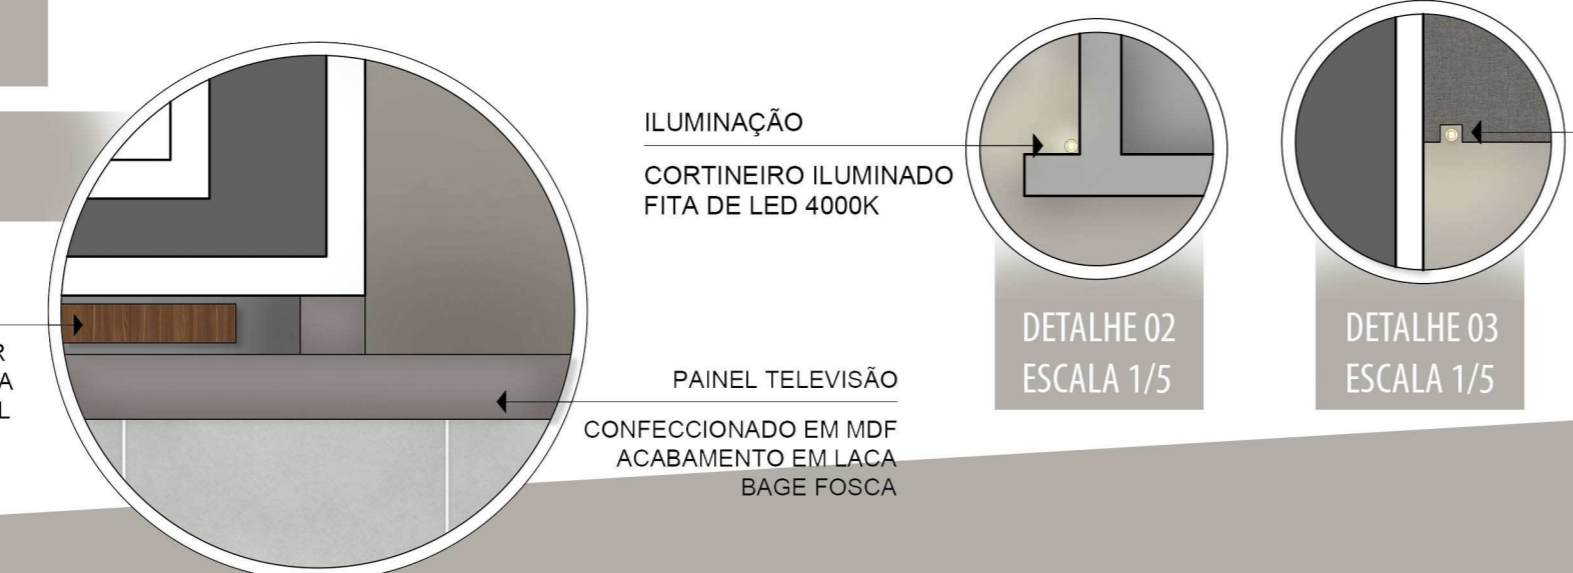 R
A
L
ILUMINAÇÃO
CORTINEIRO ILUMINADO
FITA DE LED 4000K
PAINEL TELEVISÃO
CONFECCIONADO EM MDF
ACABAMENTO EM LACA
BAGE FOSCA
DETALHE 02
ESCALA 1/5
DETALHE 03
ESCALA 1/5